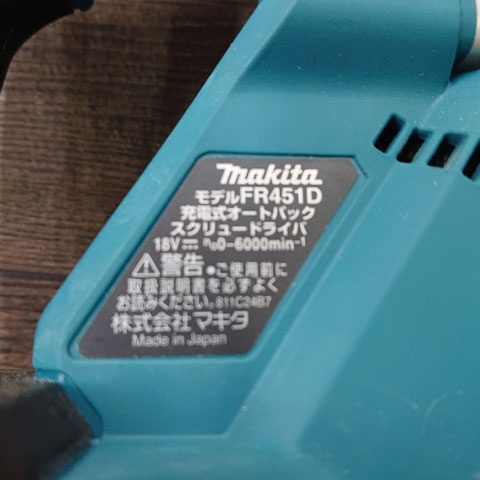 makita
モデルFR451D
充電式オートパック
スクリュードライバ
18V⎓ n0 0-6000min-1
⚠警告 ●ご使用前に
取扱説明書を必ずよく
お読みください。811C24B7
株式会社マキタ
Made in Japan